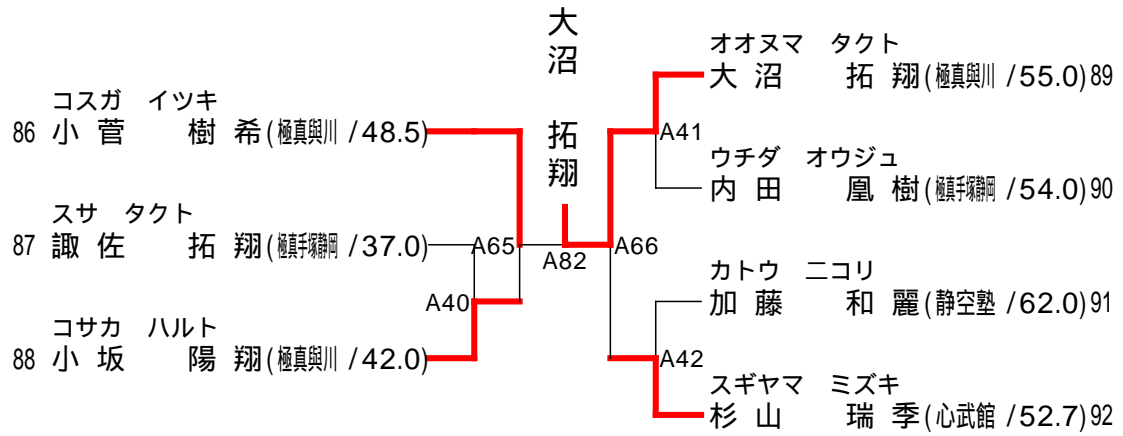 大沼 拓翔
コスガ イツキ
86 小菅 樹希(極真與川 /48.5)
スサ タクト
87 諏佐 拓翔(極真手塚静岡 /37.0)
コサカ ハルト
88 小坂 陽翔(極真與川 /42.0)
A65
A40
A82
オオヌマ タクト
大沼 拓翔(極真與川 /55.0)89
A41
ウチダ オウジュ
内田 凰樹(極真手塚静岡 /54.0)90
A66
カトウ ニコリ
加藤 和麗(静空塾 /62.0)91
A42
スギヤマ ミズキ
杉山 瑞季(心武館 /52.7)92